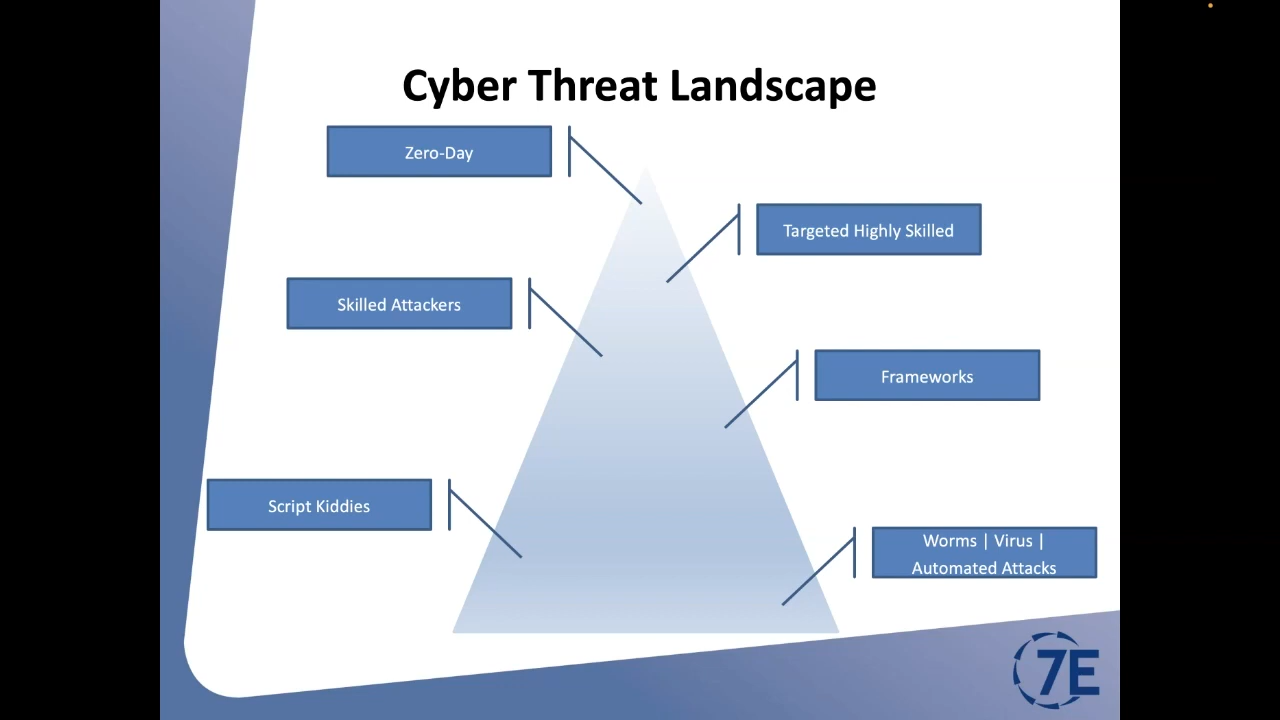 Cyber Threat Landscape
Zero-Day
Targeted Highly Skilled
Skilled Attackers
Frameworks
Script Kiddies
Worms | Virus |
Automated Attacks
7E